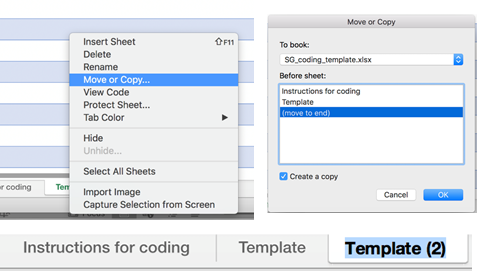 Insert Sheet ⇧F11
Delete
Rename
Move or Copy...
View Code
Protect Sheet...
Tab Color
Hide
Unhide...
Select All Sheets
Import Image
Capture Selection from Screen
or coding
Tem
Move or Copy
To book:
SG_coding_template.xlsx
Before sheet:
Instructions for coding
Template
(move to end)
Create a copy
Cancel OK
Instructions for coding Template Template (2)